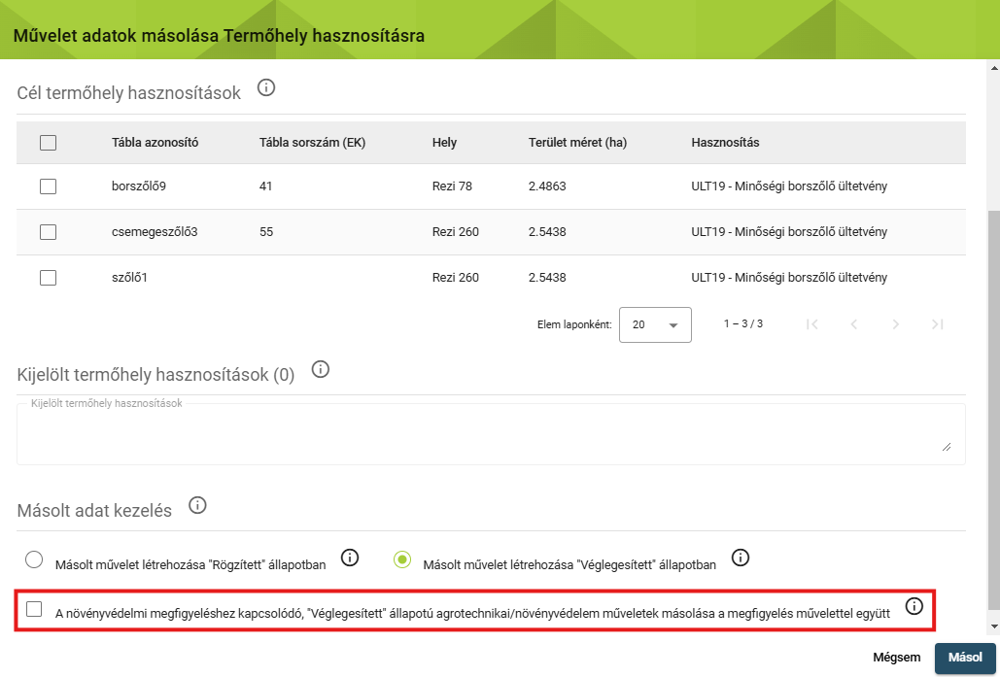 Művelet adatok másolása Termőhely hasznosításra
Cél termőhely hasznosítások
Tábla azonosító Tábla sorszám (EK) Hely Terület méret (ha) Hasznosítás
borszőlő9 41 Rezi 78 2.4863 ULT19 - Minőségi borszőlő ültetvény
csemegeszőlő3 55 Rezi 260 2.5438 ULT19 - Minőségi borszőlő ültetvény
szőlő1 Rezi 260 2.5438 ULT19 - Minőségi borszőlő ültetvény
Elem laponként: 20 1 – 3 / 3
Kijelölt termőhely hasznosítások (0)
Kijelölt termőhely hasznosítások
Másolt adat kezelés
Másolt művelet létrehozása "Rögzített" állapotban Másolt művelet létrehozása "Véglegesített" állapotban
A növényvédelmi megfigyeléshez kapcsolódó, "Véglegesített" állapotú agrotechnikai/növényvédelem műveletek másolása a megfigyelés művelettel együtt
Mégsem Másol